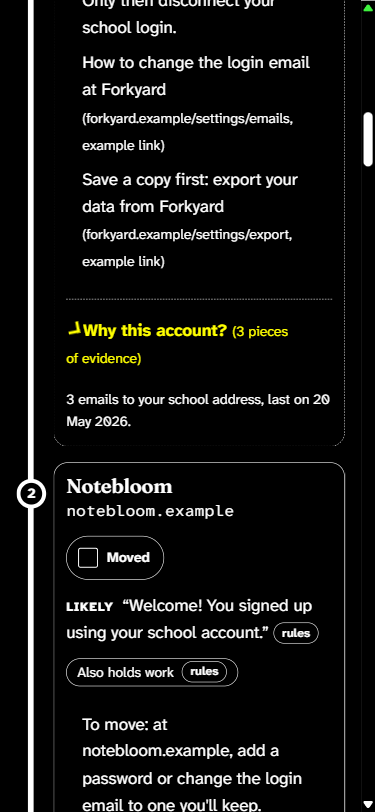 Only then disconnect your
school login.
How to change the login email
at Forkyard
(forkyard.example/settings/emails,
example link)
Save a copy first: export your
data from Forkyard
(forkyard.example/settings/export,
example link)
Why this account? (3 pieces
of evidence)
3 emails to your school address, last on 20
May 2026.
2
Notebloom
notebloom.example
Moved
LIKELY “Welcome! You signed up
using your school account.” rules
Also holds work rules
To move: at
notebloom.example, add a
password or change the login
email to one you'll keep.